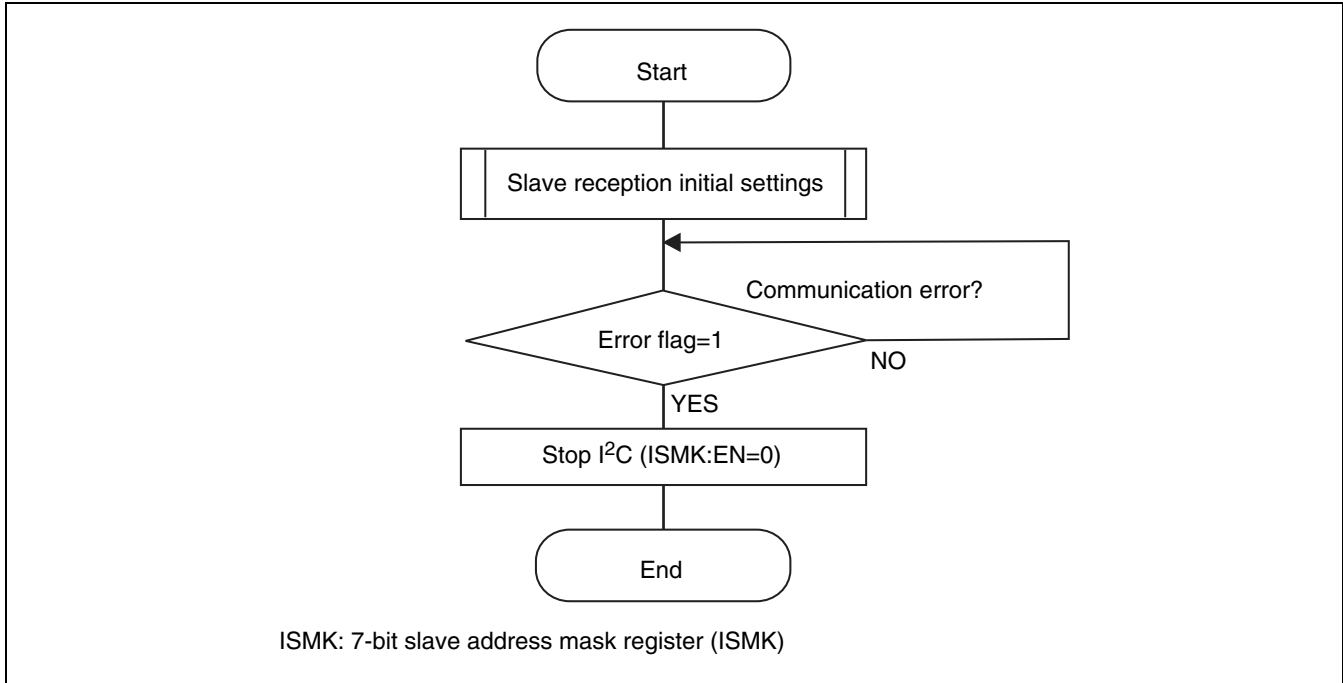 Start
Slave reception initial settings
Communication error?
Error flag=1
NO
YES
Stop I²C (ISMK:EN=0)
End
ISMK: 7-bit slave address mask register (ISMK)